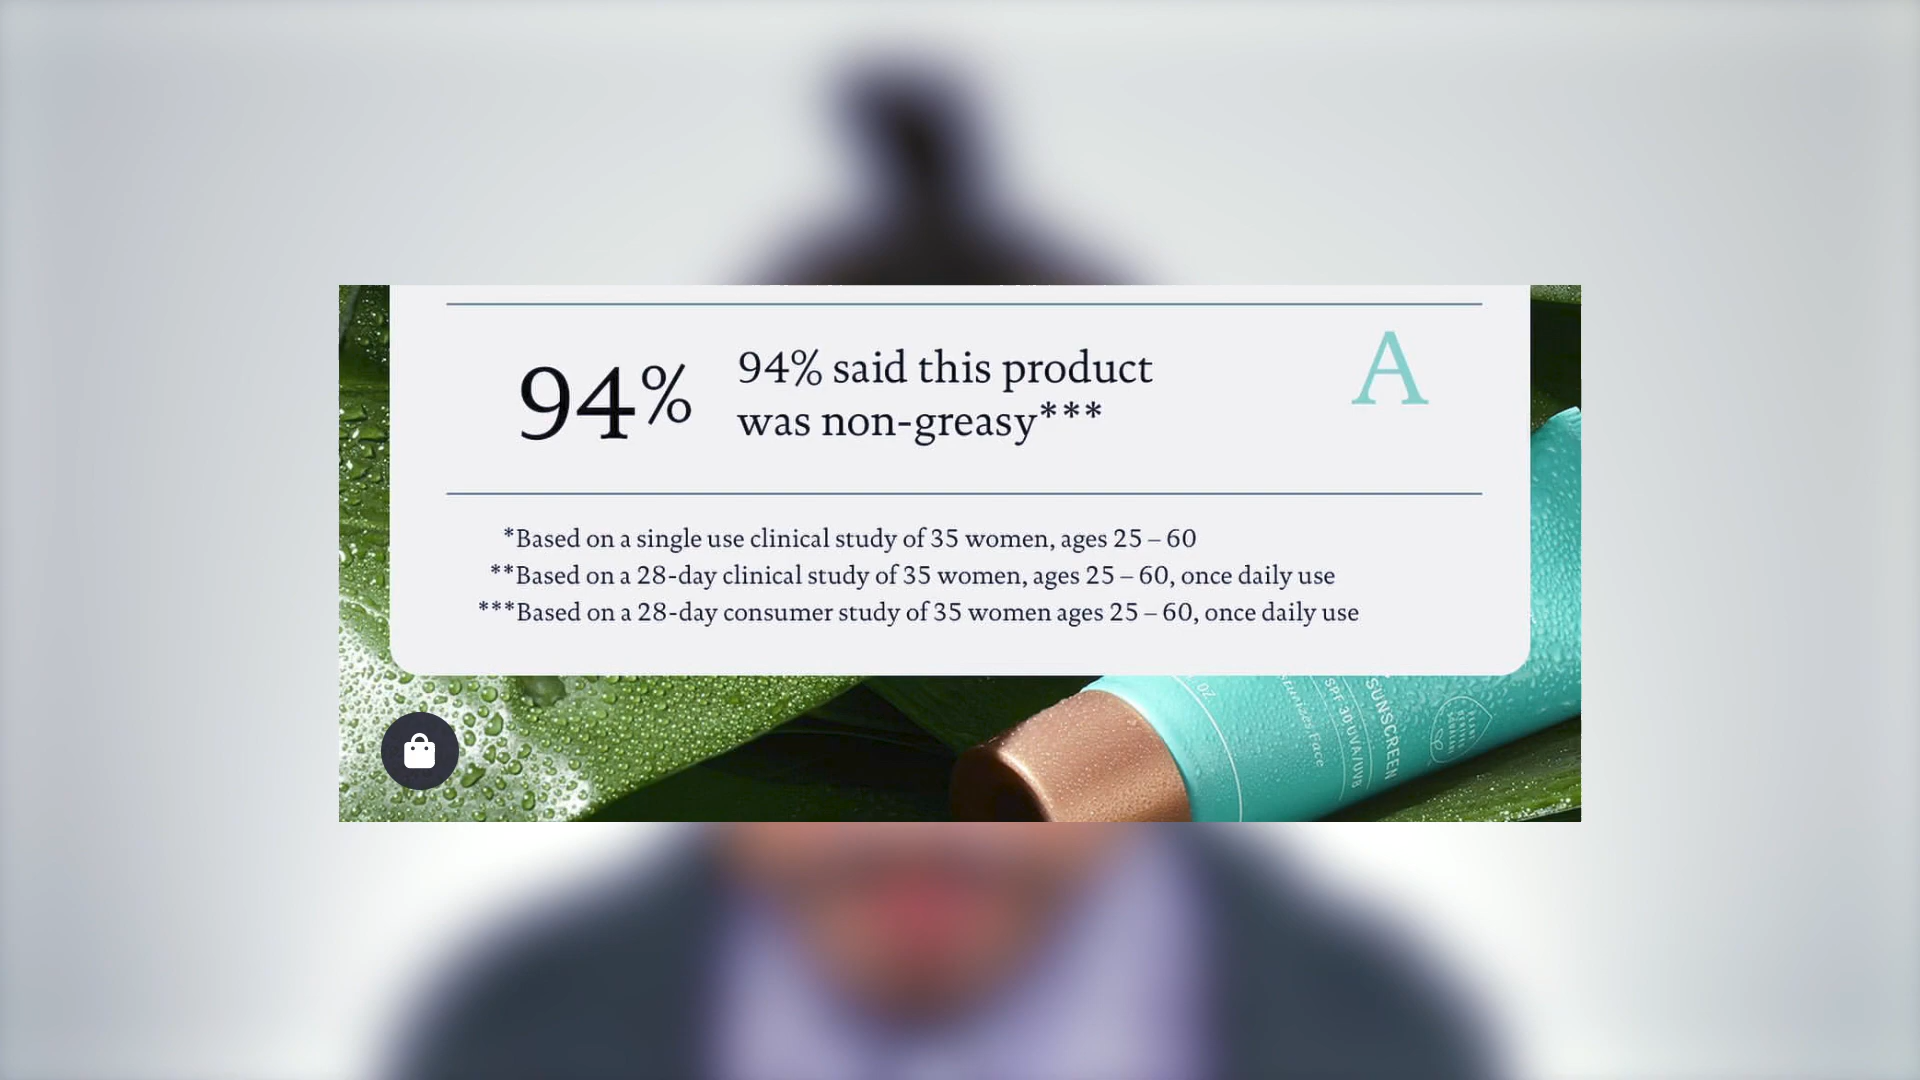 94%
94% said this product
was non-greasy***
A
*Based on a single use clinical study of 35 women, ages 25 – 60
**Based on a 28-day clinical study of 35 women, ages 25 – 60, once daily use
***Based on a 28-day consumer study of 35 women ages 25 – 60, once daily use
SUNSCREEN
SPF 30 UVA/UVB
Face